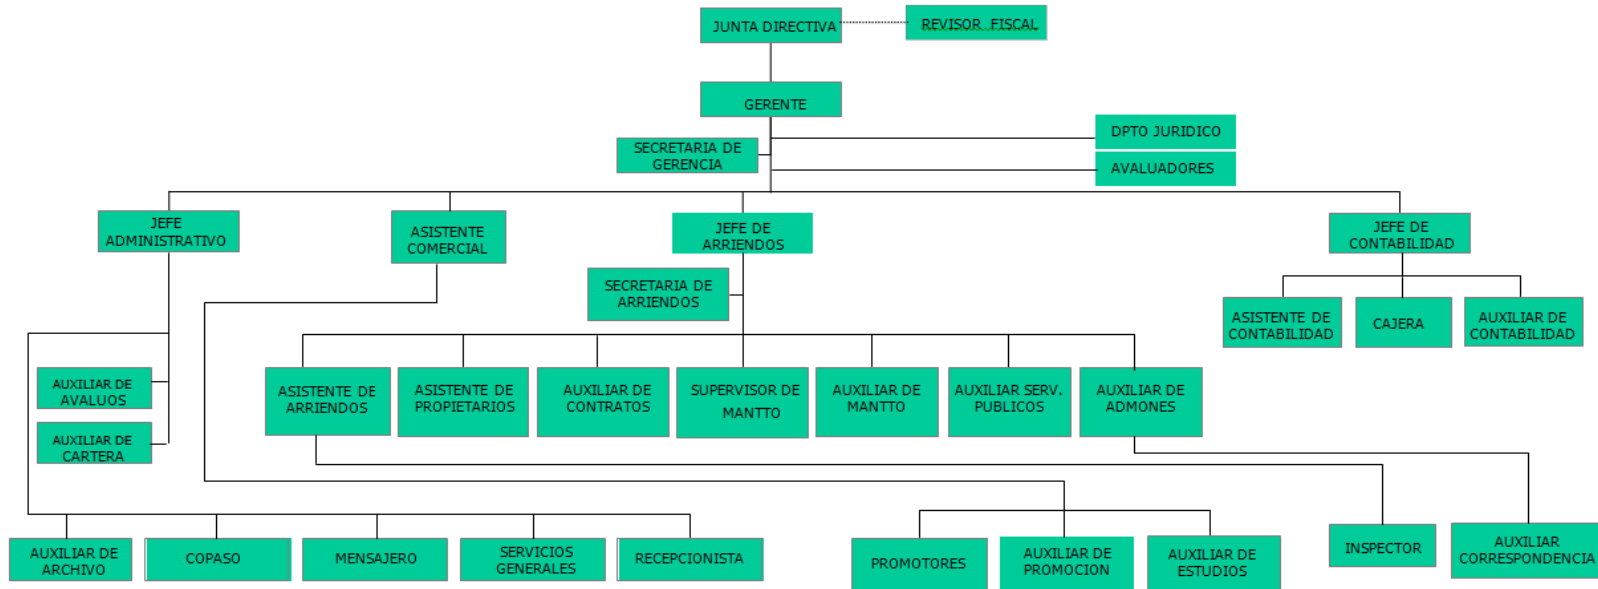 JUNTA DIRECTIVA
REVISOR FISCAL
GERENTE
DPTO JURIDICO
SECRETARIA DE
GERENCIA
AVALUADORES
JEFE
ADMINISTRATIVO
ASISTENTE
COMERCIAL
JEFE DE
ARRIENDOS
JEFE DE
CONTABILIDAD
SECRETARIA DE
ARRIENDOS
ASISTENTE DE
CONTABILIDAD
CAJERA
AUXILIAR DE
CONTABILIDAD
AUXILIAR DE
AVALUOS
AUXILIAR DE
CARTERA
ASISTENTE DE
ARRIENDOS
ASISTENTE DE
PROPIETARIOS
AUXILIAR DE
CONTRATOS
SUPERVISOR DE
MANTTO
AUXILIAR DE
MANTTO
AUXILIAR SERV.
PUBLICOS
AUXILIAR DE
ADMONES
AUXILIAR DE
ARCHIVO
COPASO
MENSAJERO
SERVICIOS
GENERALES
RECEPCIONISTA
PROMOTORES
AUXILIAR DE
PROMOCION
AUXILIAR DE
ESTUDIOS
INSPECTOR
AUXILIAR
CORRESPONDENCIA